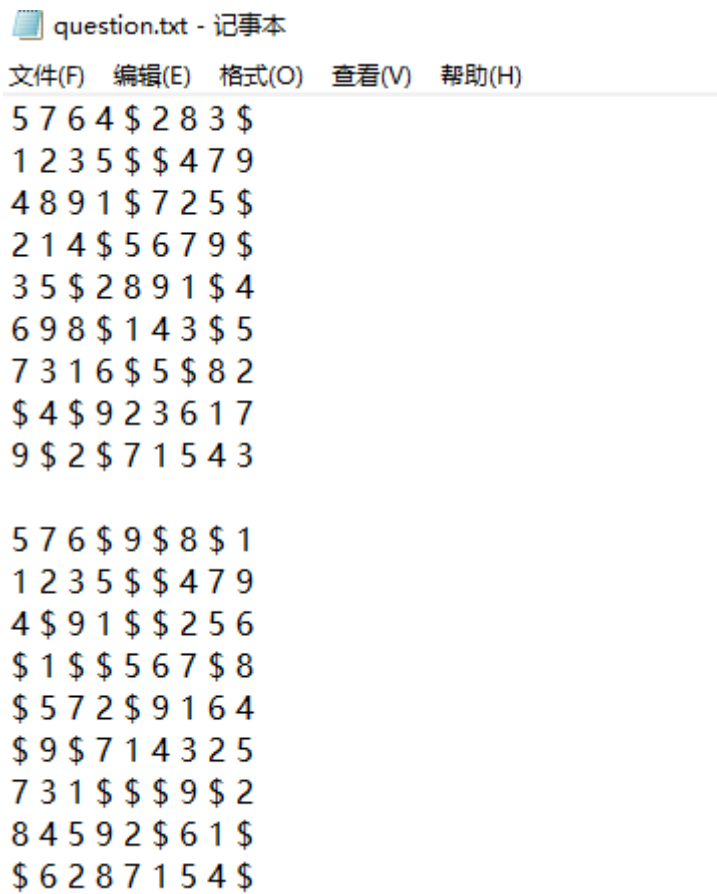 question.txt - 记事本
文件(F) 编辑(E) 格式(O) 查看(V) 帮助(H)
5 7 6 4 $ 2 8 3 $
1 2 3 5 $ $ 4 7 9
4 8 9 1 $ 7 2 5 $
2 1 4 $ 5 6 7 9 $
3 5 $ 2 8 9 1 $ 4
6 9 8 $ 1 4 3 $ 5
7 3 1 6 $ 5 $ 8 2
$ 4 $ 9 2 3 6 1 7
9 $ 2 $ 7 1 5 4 3
5 7 6 $ 9 $ 8 $ 1
1 2 3 5 $ $ 4 7 9
4 $ 9 1 $ $ 2 5 6
$ 1 $ $ 5 6 7 $ 8
$ 5 7 2 $ 9 1 6 4
$ 9 $ 7 1 4 3 2 5
7 3 1 $ $ $ 9 $ 2
8 4 5 9 2 $ 6 1 $
$ 6 2 8 7 1 5 4 $